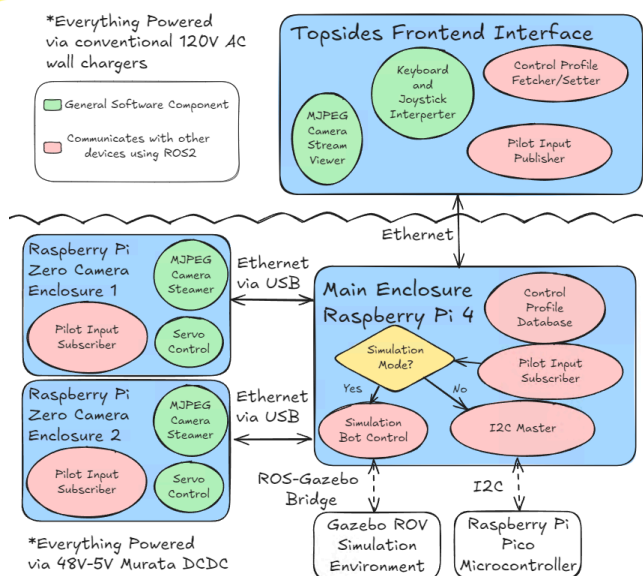 *Everything Powered
via conventional 120V AC
wall chargers
General Software Component
Communicates with other
devices using ROS2
Topsides Frontend Interface
Keyboard
and
Joystick
Interperter
Control Profile
Fetcher/Setter
MJPEG
Camera
Stream
Viewer
Pilot Input
Publisher
Ethernet
Raspberry Pi
Zero Camera
Enclosure 1
MJPEG
Camera
Steamer
Pilot Input
Subscriber
Servo
Control
Ethernet
via USB
Main Enclosure
Raspberry Pi 4
Control
Profile
Database
Simulation
Mode?
Pilot Input
Subscriber
Yes
No
Simulation
Bot Control
I2C Master
Raspberry Pi
Zero Camera
Enclosure 2
MJPEG
Camera
Steamer
Pilot Input
Subscriber
Servo
Control
Ethernet
via USB
ROS-Gazebo
Bridge
I2C
Gazebo ROV
Simulation
Environment
Raspberry Pi
Pico
Microcontroller
*Everything Powered
via 48V-5V Murata DCDC